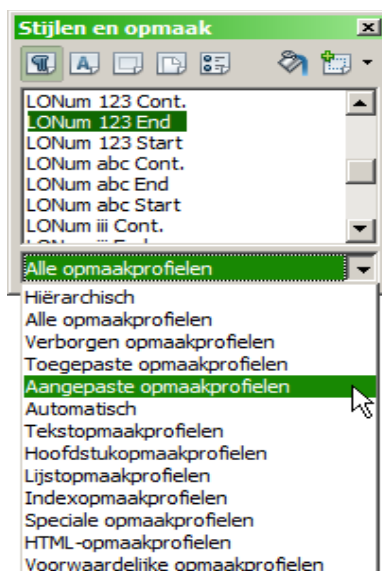 Stijlen en opmaak
LONum 123 Cont.
LONum 123 End
LONum 123 Start
LONum abc Cont.
LONum abc End
LONum abc Start
LONum iii Cont.
Alle opmaakprofielen
Hiërarchisch
Alle opmaakprofielen
Verborgen opmaakprofielen
Toegepaste opmaakprofielen
Aangepaste opmaakprofielen
Automatisch
Tekstopmaakprofielen
Hoofdstukopmaakprofielen
Lijstopmaakprofielen
Indexopmaakprofielen
Speciale opmaakprofielen
HTML-opmaakprofielen
Voorwaardelijke opmaakprofielen